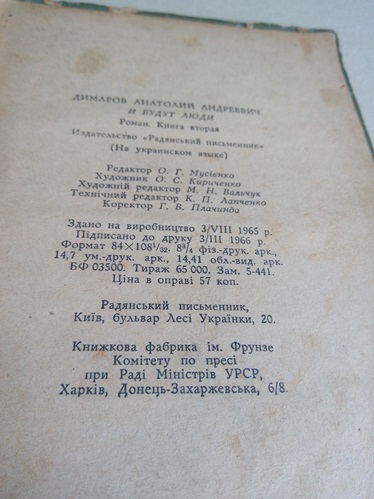 ДИМАРОВ АНАТОЛИЙ АНДРЕЕВИЧ
И БУДУТ ЛЮДИ
Роман. Книга вторая
Издательство «Радянський письменник»
(На украинском языке)
Редактор О. Г. Мусієнко
Художник О. С. Кириченко
Художній редактор М. Н. Вальчук
Технічний редактор К. П. Лапченко
Коректор Г. В. Плачинда
Здано на виробництво 3/VIII 1965 р.
Підписано до друку 3/III 1966 р.
Формат 84×108¹/₃₂. 8³/₄ фіз.-друк. арк.,
14,7 ум.-друк. арк., 14,41 обл.-вид. арк.
БФ 03500. Тираж 65 000. Зам. 5-441.
Ціна в оправі 57 коп.
Радянський письменник,
Київ, бульвар Лесі Українки, 20.
Книжкова фабрика ім. Фрунзе
Комітету по пресі
при Раді Міністрів УРСР,
Харків, Донець-Захаржевська, 6/8.